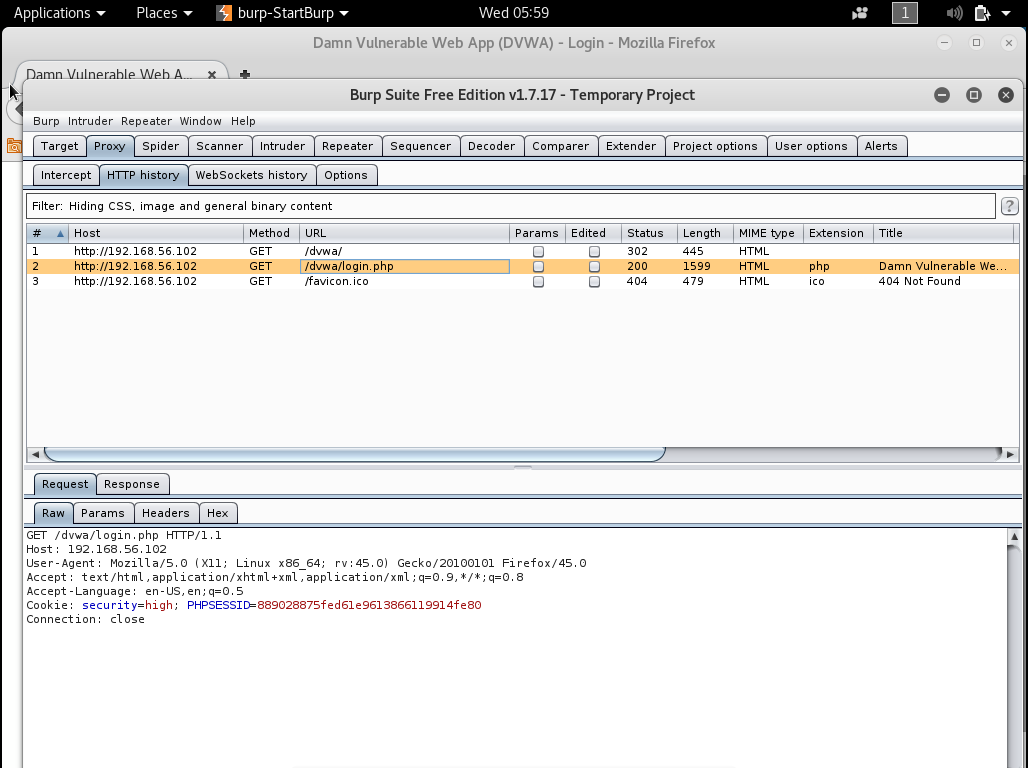 Applications Places burp-StartBurp Wed 05:59 1
Damn Vulnerable Web App (DVWA) - Login - Mozilla Firefox
Damn Vulnerable Web A...
Burp Suite Free Edition v1.7.17 - Temporary Project
Burp Intruder Repeater Window Help
Target Proxy Spider Scanner Intruder Repeater Sequencer Decoder Comparer Extender Project options User options Alerts
Intercept HTTP history WebSockets history Options
Filter: Hiding CSS, image and general binary content ?
# Host Method URL Params Edited Status Length MIME type Extension Title
1 http://192.168.56.102 GET /dvwa/ 302 445 HTML
2 http://192.168.56.102 GET /dvwa/login.php 200 1599 HTML php Damn Vulnerable We...
3 http://192.168.56.102 GET /favicon.ico 404 479 HTML ico 404 Not Found
Request Response
Raw Params Headers Hex
GET /dvwa/login.php HTTP/1.1
Host: 192.168.56.102
User-Agent: Mozilla/5.0 (X11; Linux x86_64; rv:45.0) Gecko/20100101 Firefox/45.0
Accept: text/html,application/xhtml+xml,application/xml;q=0.9,*/*;q=0.8
Accept-Language: en-US,en;q=0.5
Cookie: security=high; PHPSESSID=889028875fed61e9613866119914fe80
Connection: close